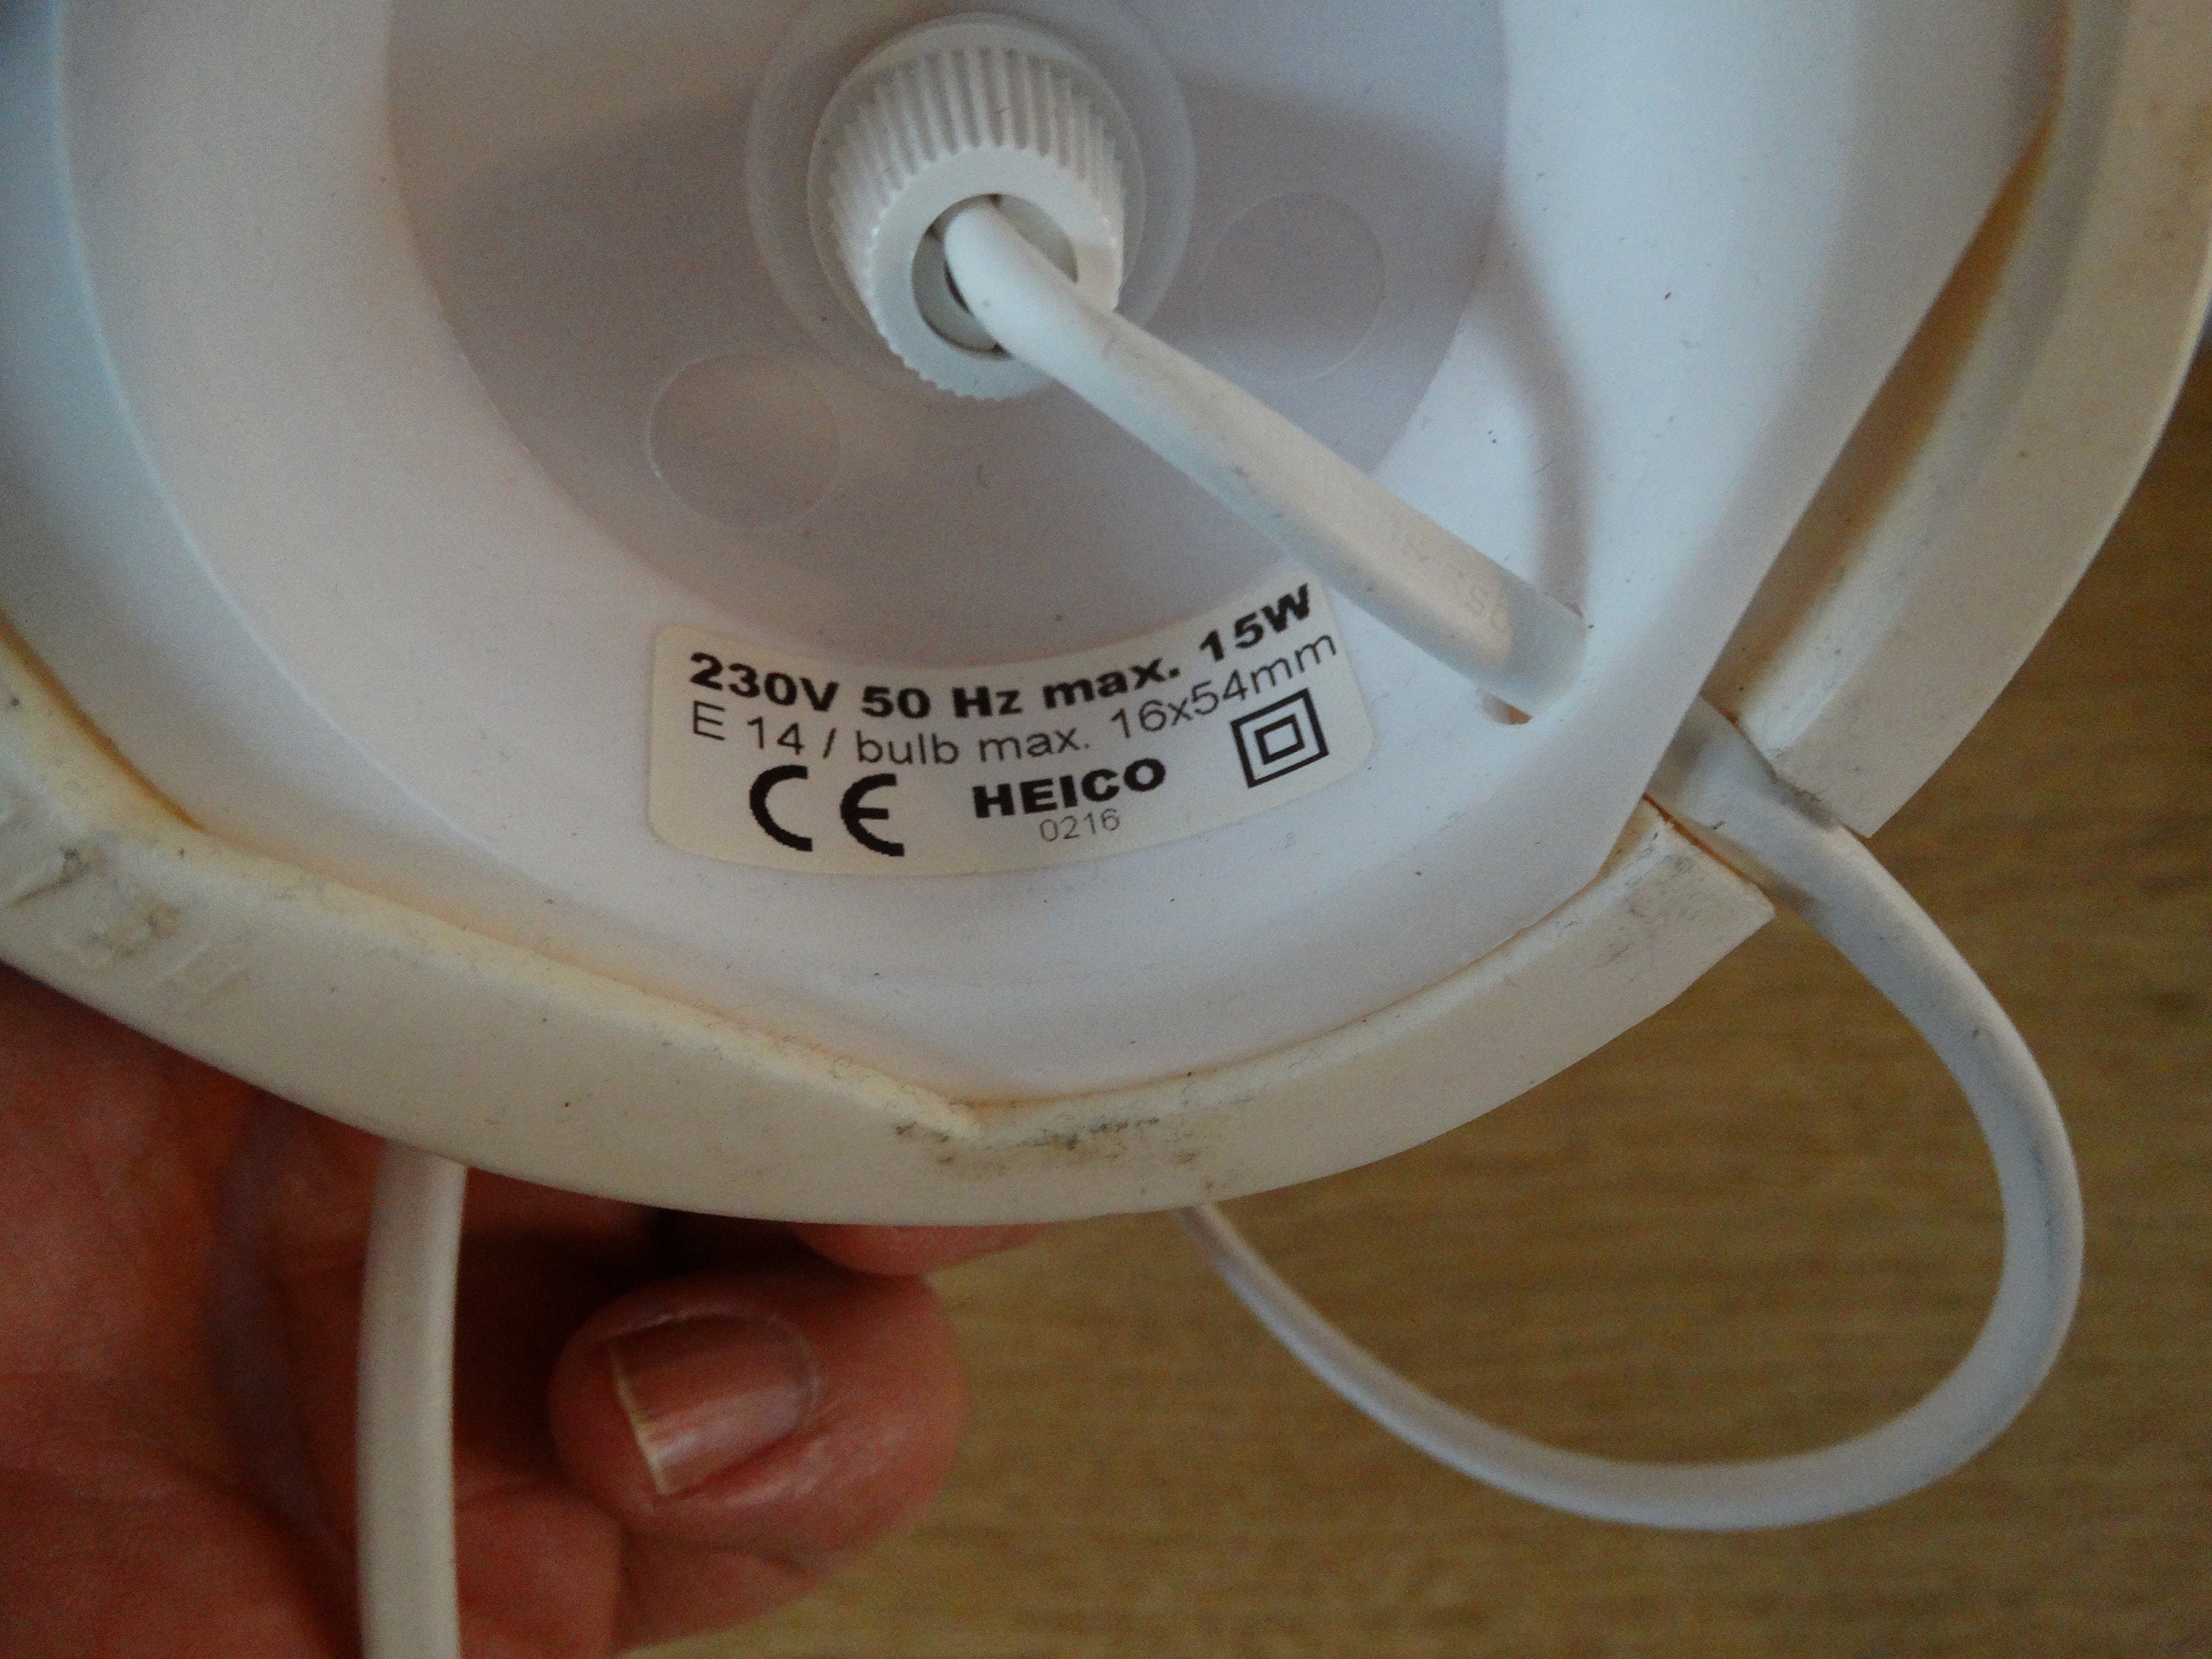 230V 50 Hz max. 15W
E 14 / bulb max. 16x54mm
CE HEICO
0216